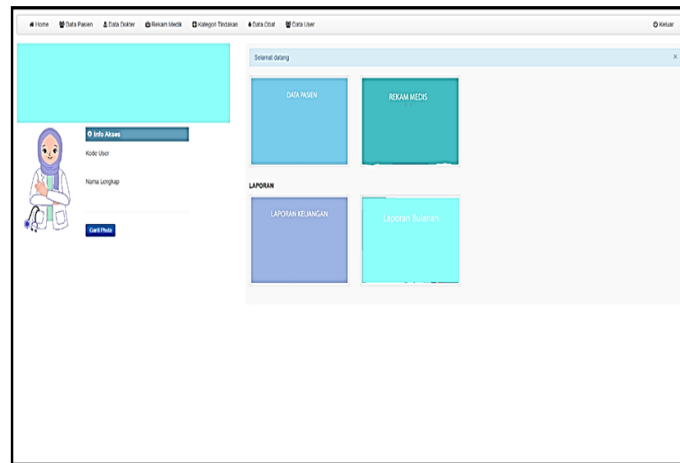 Home Data Pasien Data Dokter Rekam Medik Kategori Tindakan Data Obat Data User Keluar
Selamat datang ×
DATA PASIEN REKAM MEDIS
Info Akses
Kode User
Nama Lengkap
LAPORAN
LAPORAN KEUANGAN Laporan Bulanan
Ganti Photo